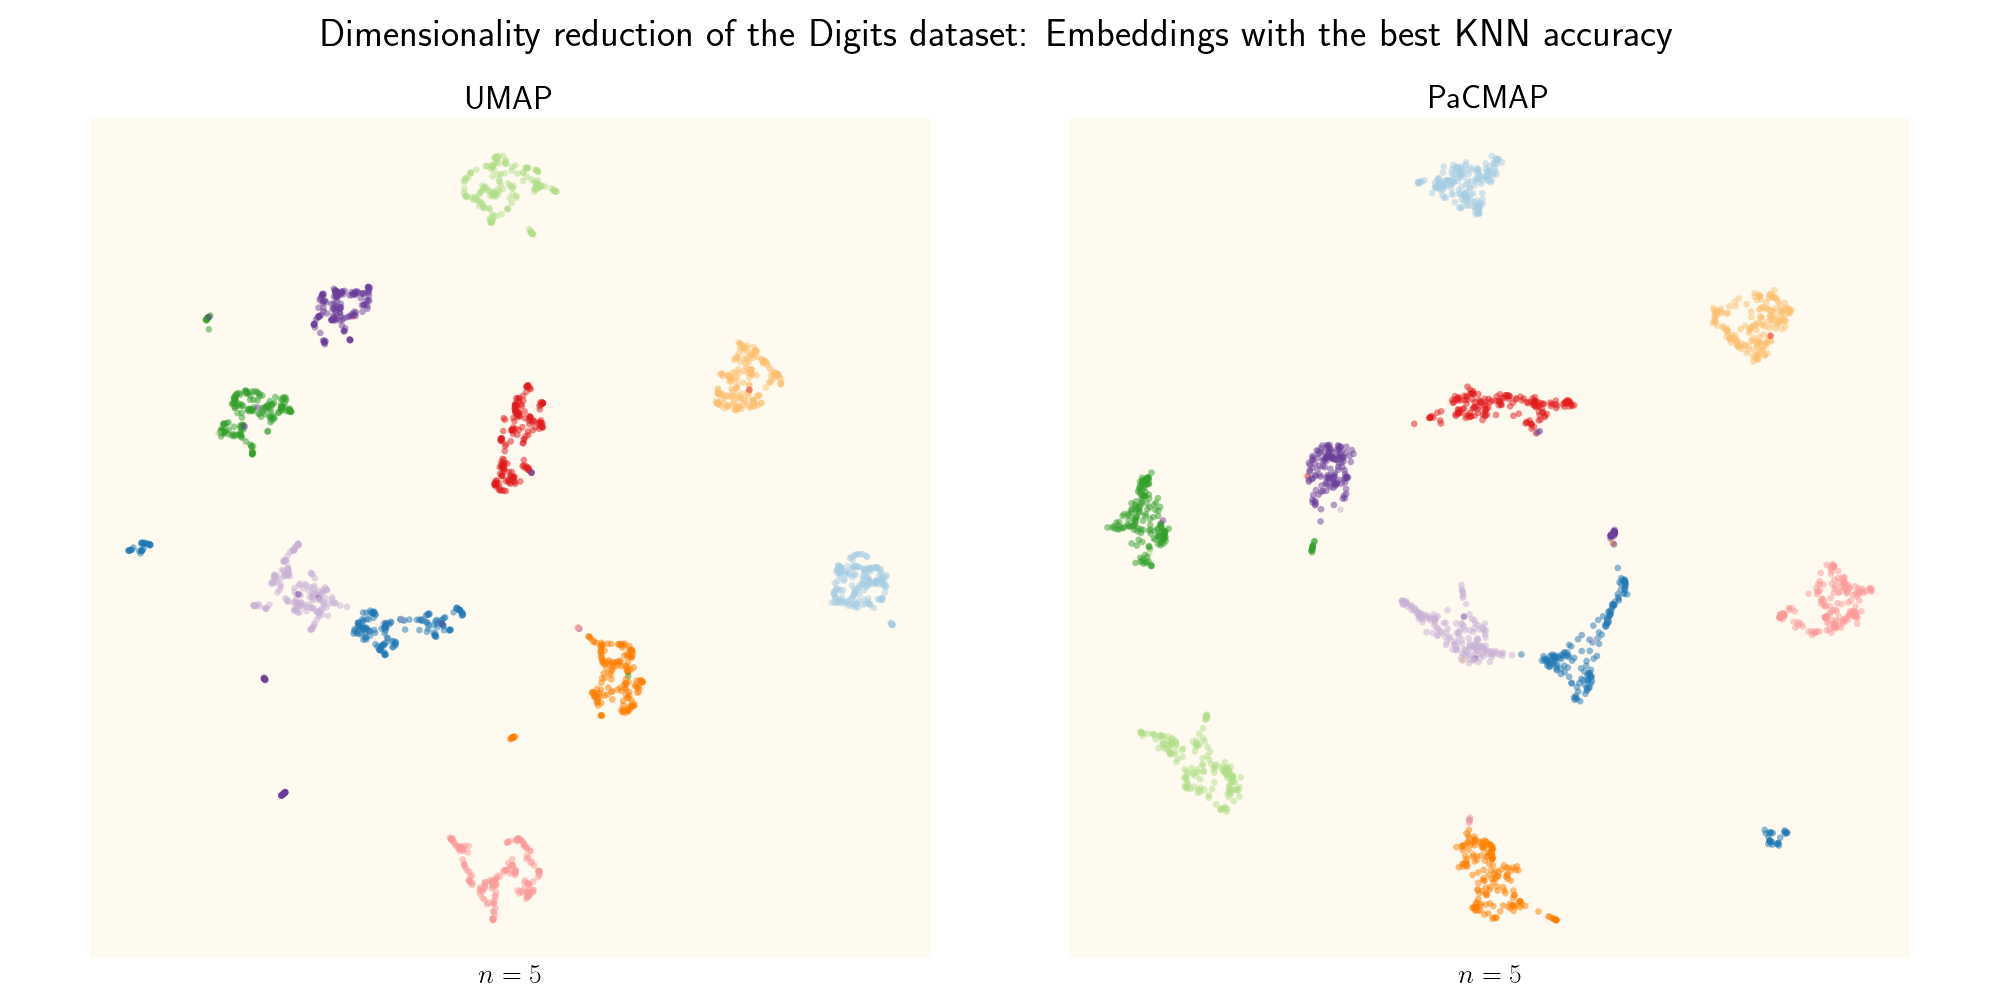 Dimensionality reduction of the Digits dataset: Embeddings with the best KNN accuracy
UMAP
PaCMAP
n = 5
n = 5